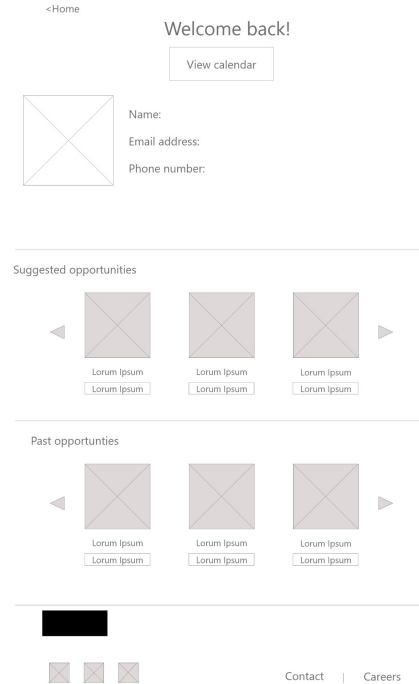 <Home
Welcome back!
View calendar
Name:
Email address:
Phone number:
Suggested opportunities
Lorum Ipsum Lorum Ipsum Lorum Ipsum
Lorum Ipsum Lorum Ipsum Lorum Ipsum
Past opportunties
Lorum Ipsum Lorum Ipsum Lorum Ipsum
Lorum Ipsum Lorum Ipsum Lorum Ipsum
Contact | Careers